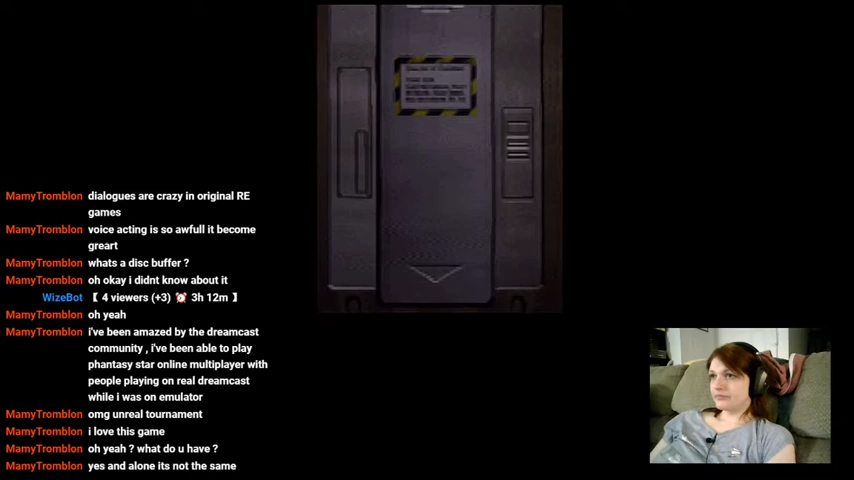 MamyTromblon dialogues are crazy in original RE
games
MamyTromblon voice acting is so awfull it become
greart
MamyTromblon whats a disc buffer ?
MamyTromblon oh okay i didnt know about it
WizeBot 【 4 viewers (+3) ⏰ 3h 12m 】
MamyTromblon oh yeah
MamyTromblon i've been amazed by the dreamcast
community , i've been able to play
phantasy star online multiplayer with
people playing on real dreamcast
while i was on emulator
MamyTromblon omg unreal tournament
MamyTromblon i love this game
MamyTromblon oh yeah ? what do u have ?
MamyTromblon yes and alone its not the same